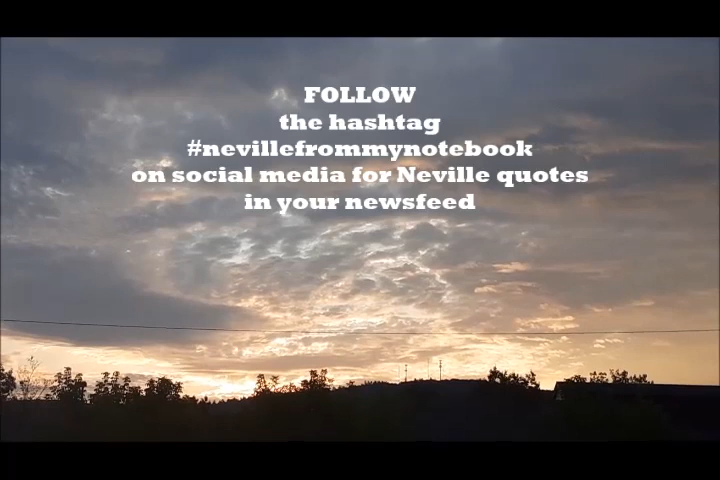 FOLLOW
the hashtag
#nevillefrommynotebook
on social media for Neville quotes
in your newsfeed